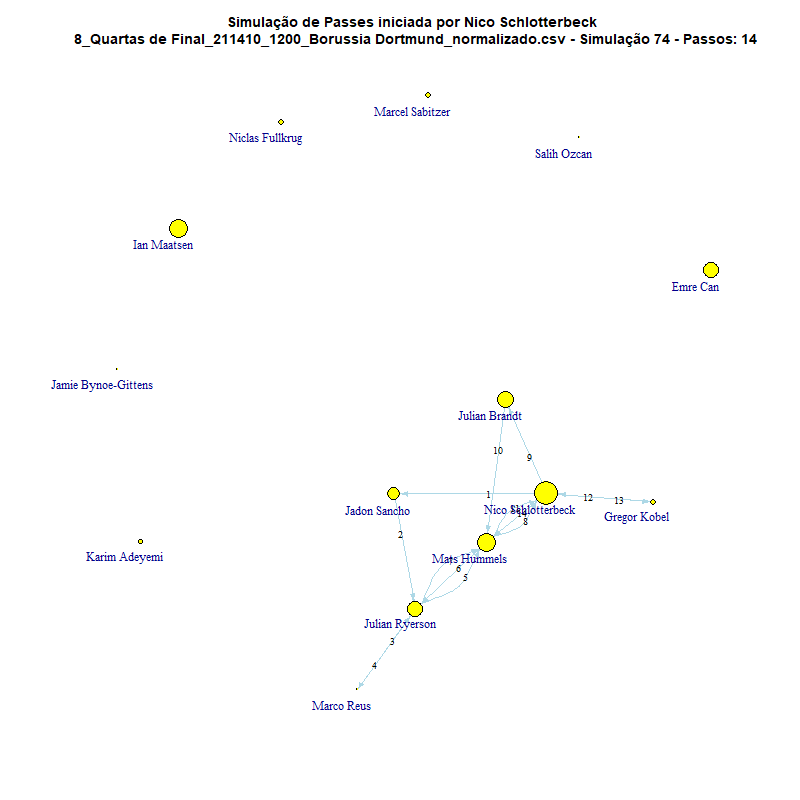 Simulação de Passes iniciada por Nico Schlotterbeck
8_Quartas de Final_211410_1200_Borussia Dortmund_normalizado.csv - Simulação 74 - Passos: 14
Marcel Sabitzer
Niclas Fullkrug
Salih Ozcan
Ian Maatsen
Emre Can
Jamie Bynoe-Gittens
Julian Brandt
10
9
1
12
13
Jadon Sancho
Nico Schlotterbeck
Gregor Kobel
14
8
2
Karim Adeyemi
Mats Hummels
6
5
Julian Ryerson
3
4
Marco Reus